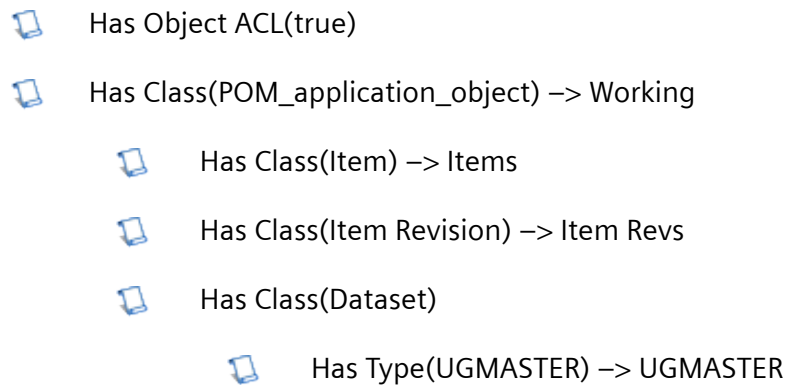 Has Object ACL(true)
Has Class(POM_application_object) –> Working
Has Class(Item) –> Items
Has Class(Item Revision) –> Item Revs
Has Class(Dataset)
Has Type(UGMASTER) –> UGMASTER